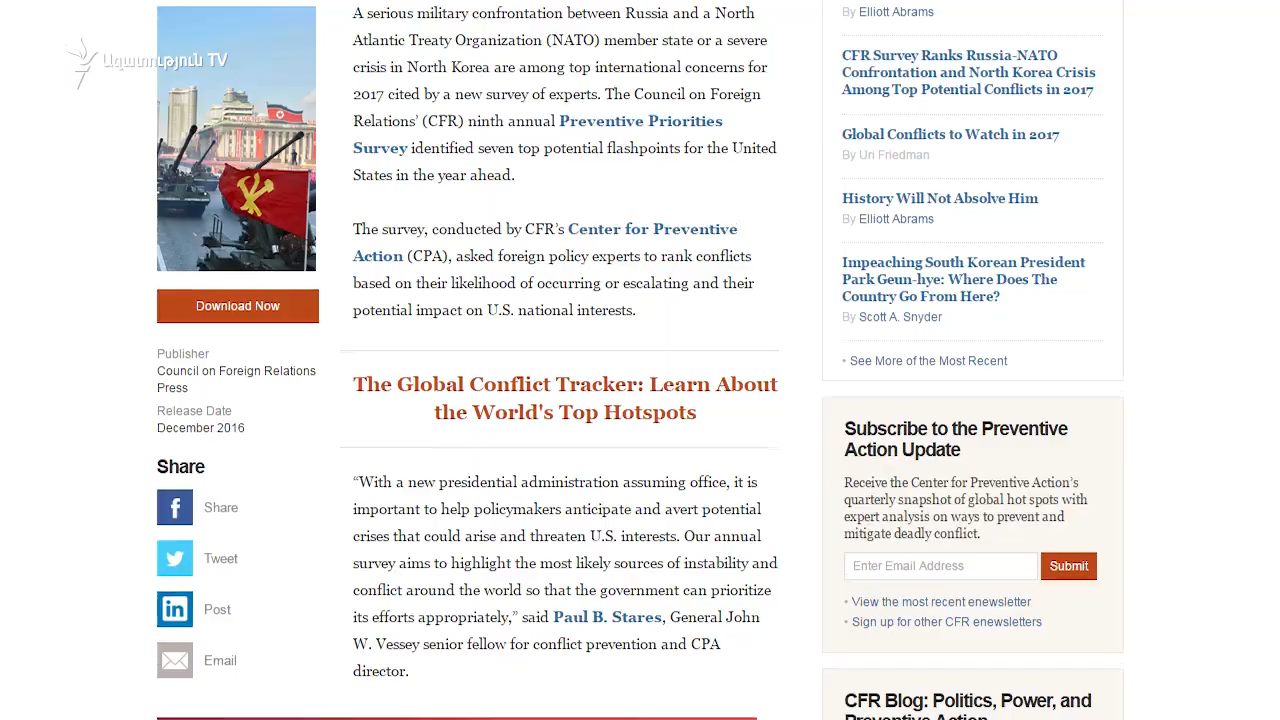 Ազատություն TV
Download Now
Publisher
Council on Foreign Relations
Press
Release Date
December 2016
Share
Share
Tweet
Post
Email
A serious military confrontation between Russia and a North
Atlantic Treaty Organization (NATO) member state or a severe
crisis in North Korea are among top international concerns for
2017 cited by a new survey of experts. The Council on Foreign
Relations’ (CFR) ninth annual Preventive Priorities
Survey identified seven top potential flashpoints for the United
States in the year ahead.
The survey, conducted by CFR’s Center for Preventive
Action (CPA), asked foreign policy experts to rank conflicts
based on their likelihood of occurring or escalating and their
potential impact on U.S. national interests.
The Global Conflict Tracker: Learn About
the World's Top Hotspots
“With a new presidential administration assuming office, it is
important to help policymakers anticipate and avert potential
crises that could arise and threaten U.S. interests. Our annual
survey aims to highlight the most likely sources of instability and
conflict around the world so that the government can prioritize
its efforts appropriately,” said Paul B. Stares, General John
W. Vessey senior fellow for conflict prevention and CPA
director.
By Elliott Abrams
CFR Survey Ranks Russia-NATO
Confrontation and North Korea Crisis
Among Top Potential Conflicts in 2017
Global Conflicts to Watch in 2017
By Uri Friedman
History Will Not Absolve Him
By Elliott Abrams
Impeaching South Korean President
Park Geun-hye: Where Does The
Country Go From Here?
By Scott A. Snyder
• See More of the Most Recent
Subscribe to the Preventive
Action Update
Receive the Center for Preventive Action’s
quarterly snapshot of global hot spots with
expert analysis on ways to prevent and
mitigate deadly conflict.
Enter Email Address
Submit
• View the most recent enewsletter
• Sign up for other CFR enewsletters
CFR Blog: Politics, Power, and
Preventive Action